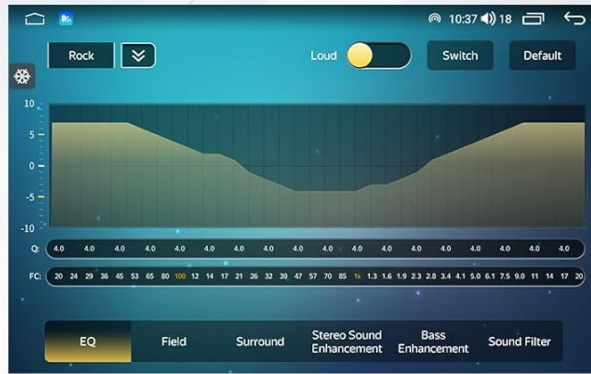 10:37 18
Rock Loud Switch Default
10
5
0
-5
-10
Q: 4.0 4.0 4.0 4.0 4.0 4.0 4.0 4.0 4.0 4.0 4.0 4.0 4.0 4.0 4.0 4.0 4.0 4.0
FC: 20 24 29 36 45 53 65 80 100 12 14 17 21 26 32 39 47 57 70 85 1k 1.3 1.6 1.9 2.3 2.8 3.4 4.1 5.0 6.1 7.5 9.0 11 14 17 20
EQ Field Surround Stereo Sound Enhancement Bass Enhancement Sound Filter